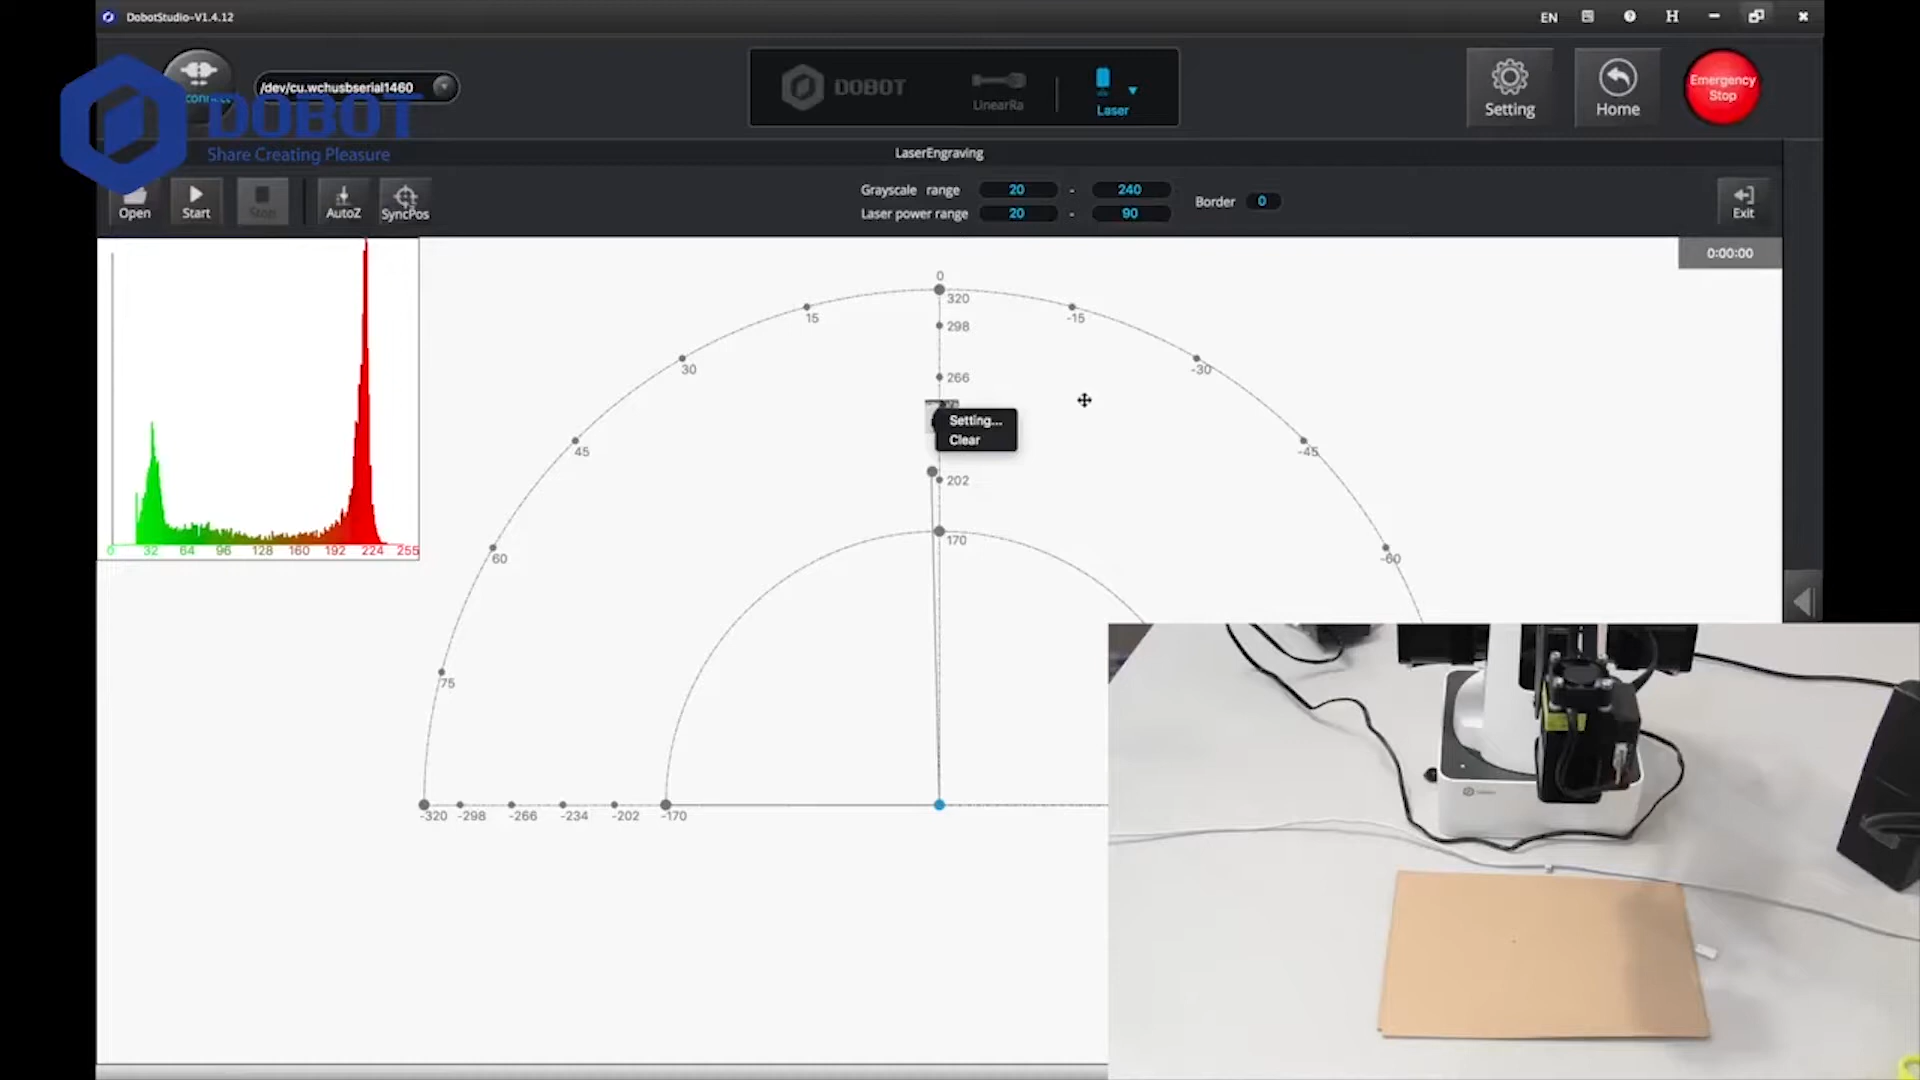 DobotStudio-V1.4.12
EN
H
/dev/cu.wchusbserial1460
DOBOT
Share Creating Pleasure
DOBOT
LinearRa
Laser
Setting
Home
Emergency
Stop
LaserEngraving
Open
Start
Stop
AutoZ
SyncPos
Grayscale range 20 - 240
Laser power range 20 - 90
Border 0
Exit
0:00:00
0 32 64 96 128 160 192 224 255
0
320
298
266
202
170
15
30
45
60
75
-15
-30
-45
-60
Setting...
Clear
-320 -298 -266 -234 -202 -170